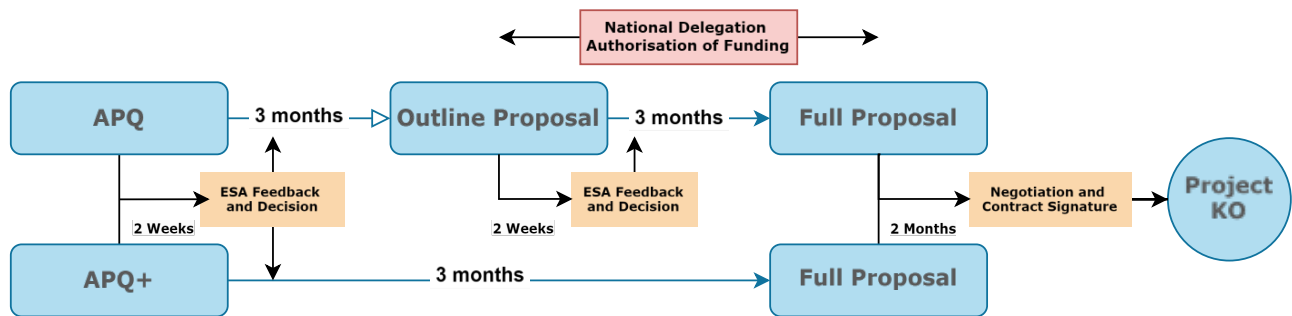 National Delegation
Authorisation of Funding
APQ
3 months
Outline Proposal
3 months
Full Proposal
ESA Feedback
and Decision
2 Weeks
ESA Feedback
and Decision
2 Weeks
Negotiation and
Contract Signature
2 Months
Project
KO
APQ+
3 months
Full Proposal